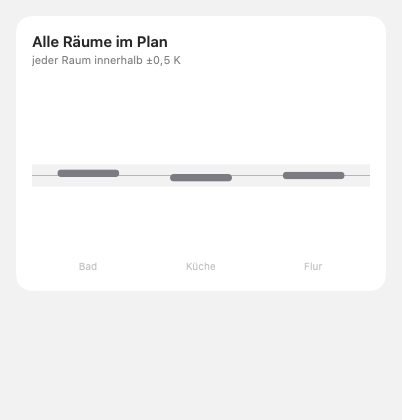 Alle Räume im Plan
jeder Raum innerhalb ±0,5 K
Bad
Küche
Flur